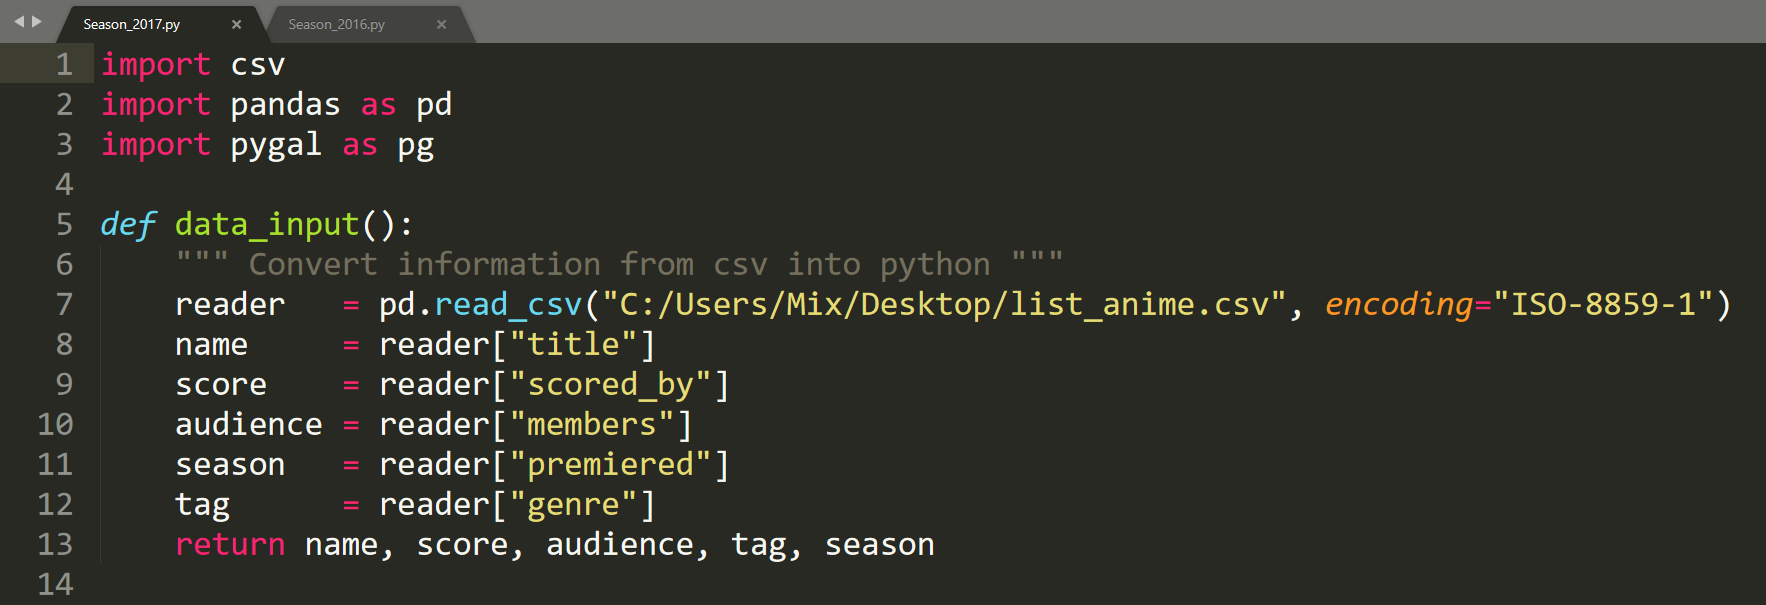 Season_2017.py × Season_2016.py ×
1 import csv
2 import pandas as pd
3 import pygal as pg
4
5 def data_input():
6     """ Convert information from csv into python """
7     reader   = pd.read_csv("C:/Users/Mix/Desktop/list_anime.csv", encoding="ISO-8859-1")
8     name     = reader["title"]
9     score    = reader["scored_by"]
10     audience = reader["members"]
11     season   = reader["premiered"]
12     tag      = reader["genre"]
13     return name, score, audience, tag, season
14